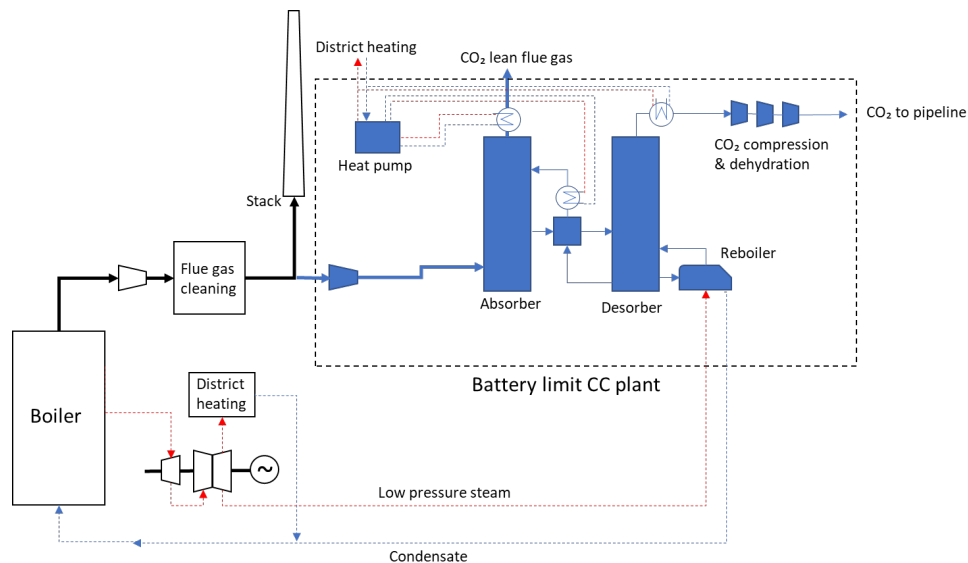 District heating
CO₂ lean flue gas
CO₂ to pipeline
CO₂ compression
& dehydration
Heat pump
Stack
Flue gas
cleaning
Reboiler
Absorber
Desorber
Battery limit CC plant
District
heating
Boiler
~
Low pressure steam
Condensate